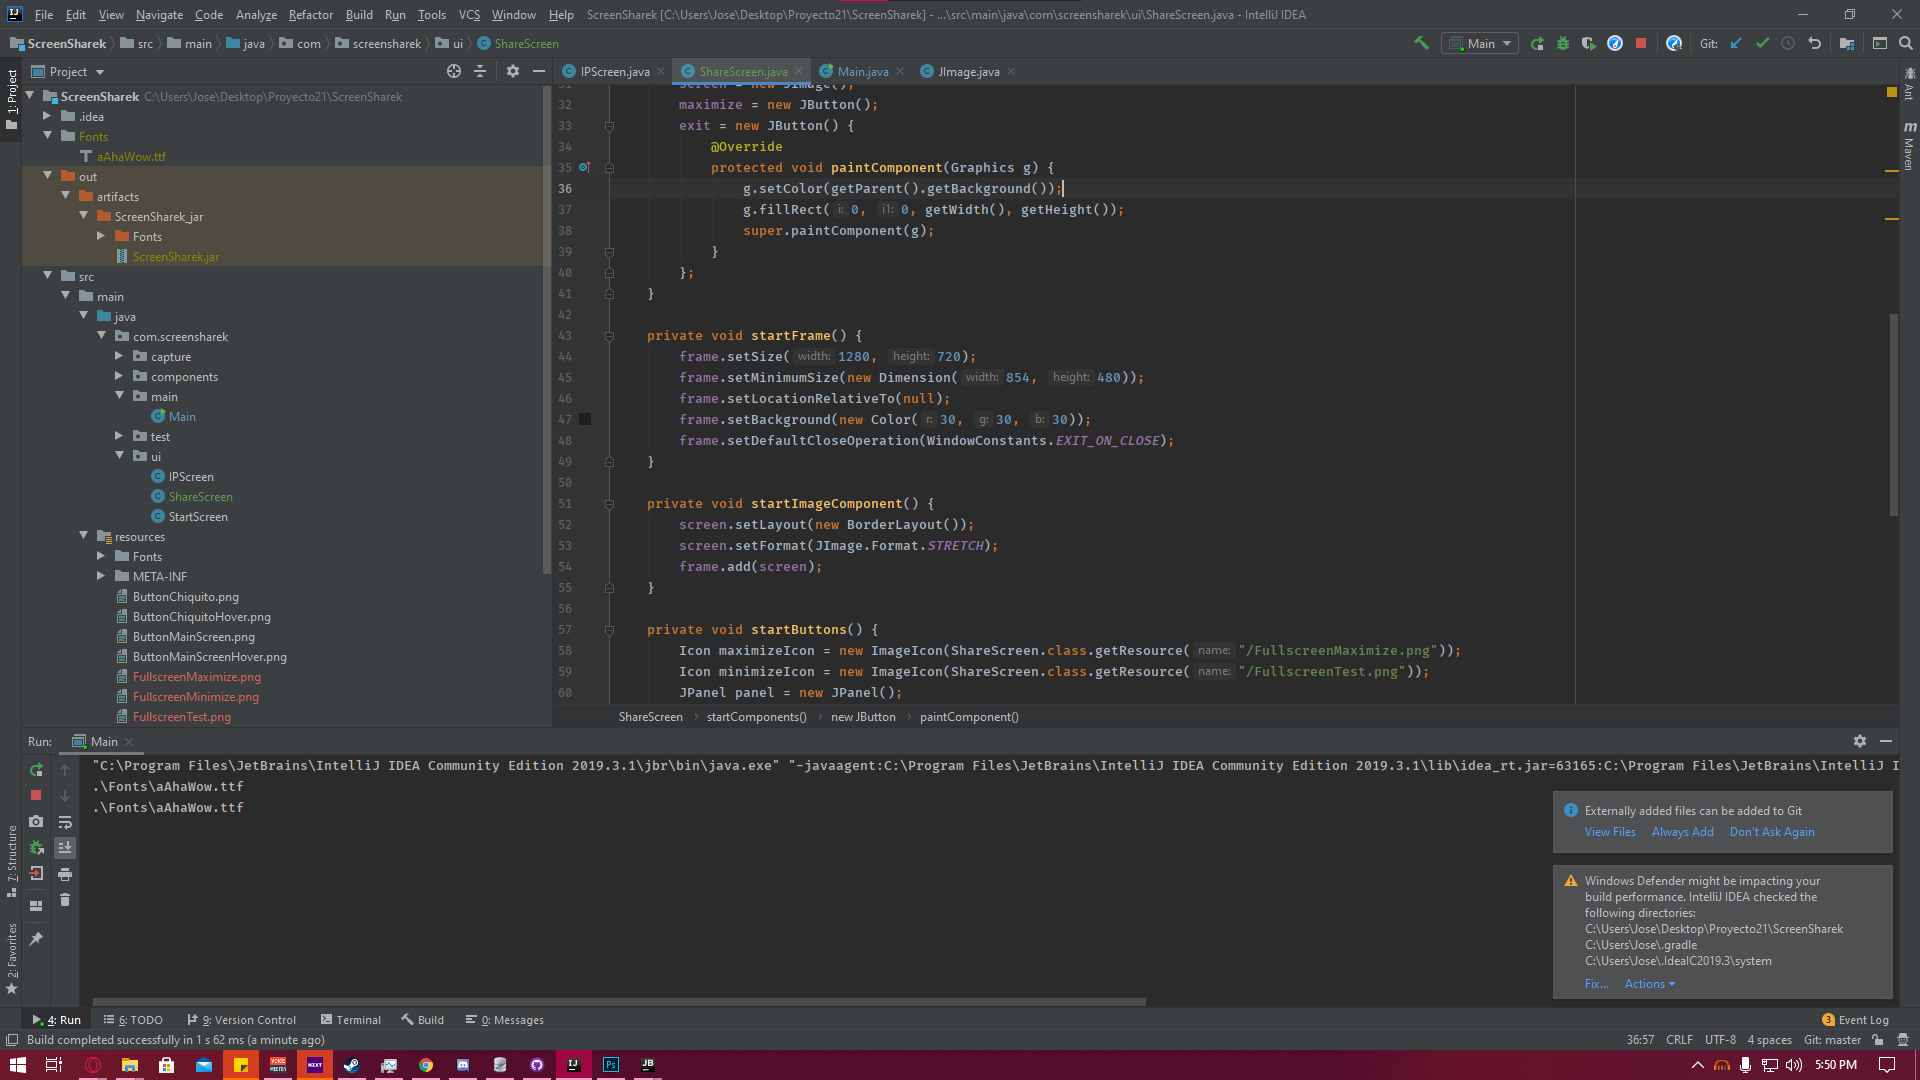 File Edit View Navigate Code Analyze Refactor Build Run Tools VCS Window Help ScreenSharek [C:\Users\Jose\Desktop\Proyecto21\ScreenSharek] - ...\src\main\java\com\screensharek\ui\ShareScreen.java - IntelliJ IDEA
ScreenSharek src main java com screensharek ui ShareScreen Main Git:
Project IPScreen.java ShareScreen.java Main.java JImage.java
1: Project
Ant
Maven
7: Structure
2: Favorites
ScreenSharek C:\Users\Jose\Desktop\Proyecto21\ScreenSharek
.idea
Fonts
aAhaWow.ttf
out
artifacts
ScreenSharek_jar
Fonts
ScreenSharek.jar
src
main
java
com.screensharek
capture
components
main
Main
test
ui
IPScreen
ShareScreen
StartScreen
resources
Fonts
META-INF
ButtonChiquito.png
ButtonChiquitoHover.png
ButtonMainScreen.png
ButtonMainScreenHover.png
FullscreenMaximize.png
FullscreenMinimize.png
FullscreenTest.png
31 screen = new JImage();
32 maximize = new JButton();
33 exit = new JButton() {
34 @Override
35 protected void paintComponent(Graphics g) {
36 g.setColor(getParent().getBackground());
37 g.fillRect( i: 0, i1: 0, getWidth(), getHeight());
38 super.paintComponent(g);
39 }
40 };
41 }
42
43 private void startFrame() {
44 frame.setSize( width: 1280, height: 720);
45 frame.setMinimumSize(new Dimension( width: 854, height: 480));
46 frame.setLocationRelativeTo(null);
47 frame.setBackground(new Color( r: 30, g: 30, b: 30));
48 frame.setDefaultCloseOperation(WindowConstants.EXIT_ON_CLOSE);
49 }
50
51 private void startImageComponent() {
52 screen.setLayout(new BorderLayout());
53 screen.setFormat(JImage.Format.STRETCH);
54 frame.add(screen);
55 }
56
57 private void startButtons() {
58 Icon maximizeIcon = new ImageIcon(ShareScreen.class.getResource( name: "/FullscreenMaximize.png"));
59 Icon minimizeIcon = new ImageIcon(ShareScreen.class.getResource( name: "/FullscreenTest.png"));
60 JPanel panel = new JPanel();
ShareScreen startComponents() new JButton paintComponent()
Run: Main
"C:\Program Files\JetBrains\IntelliJ IDEA Community Edition 2019.3.1\jbr\bin\java.exe" "-javaagent:C:\Program Files\JetBrains\IntelliJ IDEA Community Edition 2019.3.1\lib\idea_rt.jar=63165:C:\Program Files\JetBrains\IntelliJ I
.\Fonts\aAhaWow.ttf
.\Fonts\aAhaWow.ttf
Externally added files can be added to Git
View Files Always Add Don't Ask Again
Windows Defender might be impacting your
build performance. IntelliJ IDEA checked the
following directories:
C:\Users\Jose\Desktop\Proyecto21\ScreenSharek
C:\Users\Jose\.gradle
C:\Users\Jose\.IdeaIC2019.3\system
Fix... Actions
4: Run 6: TODO 9: Version Control Terminal Build 0: Messages 3 Event Log
Build completed successfully in 1 s 62 ms (a minute ago) 36:57 CRLF UTF-8 4 spaces Git: master
5:50 PM